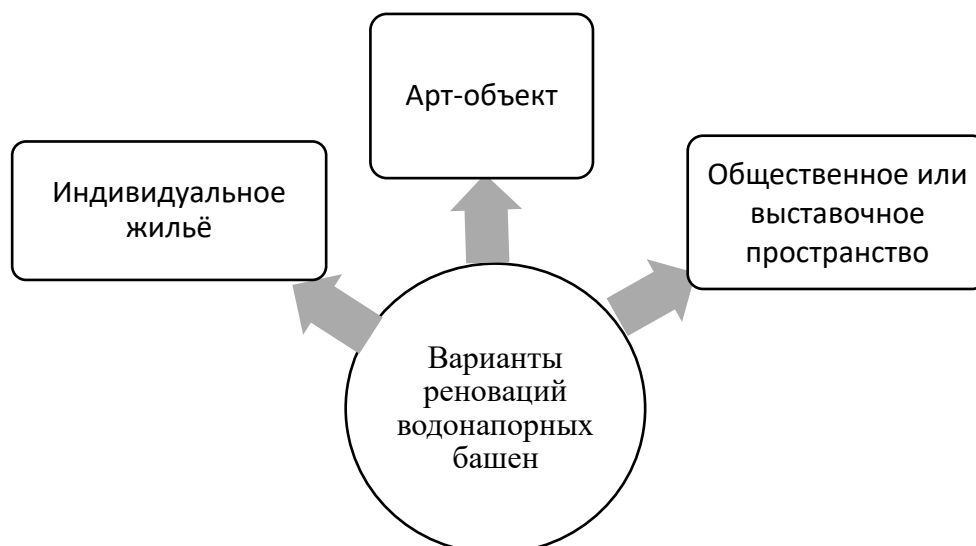 Арт-объект
Индивидуальное
жильё
Общественное или
выставочное
пространство
Варианты
реноваций
водонапорных
башен